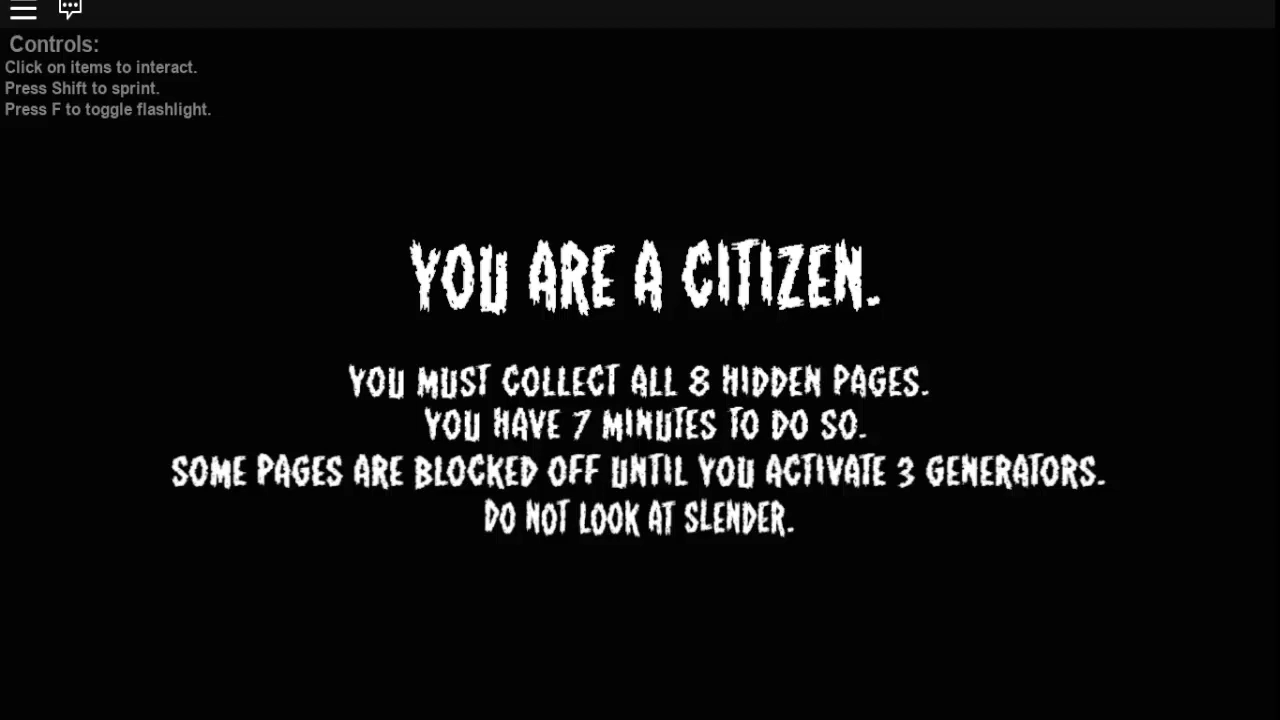 Controls:
Click on items to interact.
Press Shift to sprint.
Press F to toggle flashlight.
YOU ARE A CITIZEN.
YOU MUST COLLECT ALL 8 HIDDEN PAGES.
YOU HAVE 7 MINUTES TO DO SO.
SOME PAGES ARE BLOCKED OFF UNTIL YOU ACTIVATE 3 GENERATORS.
DO NOT LOOK AT SLENDER.